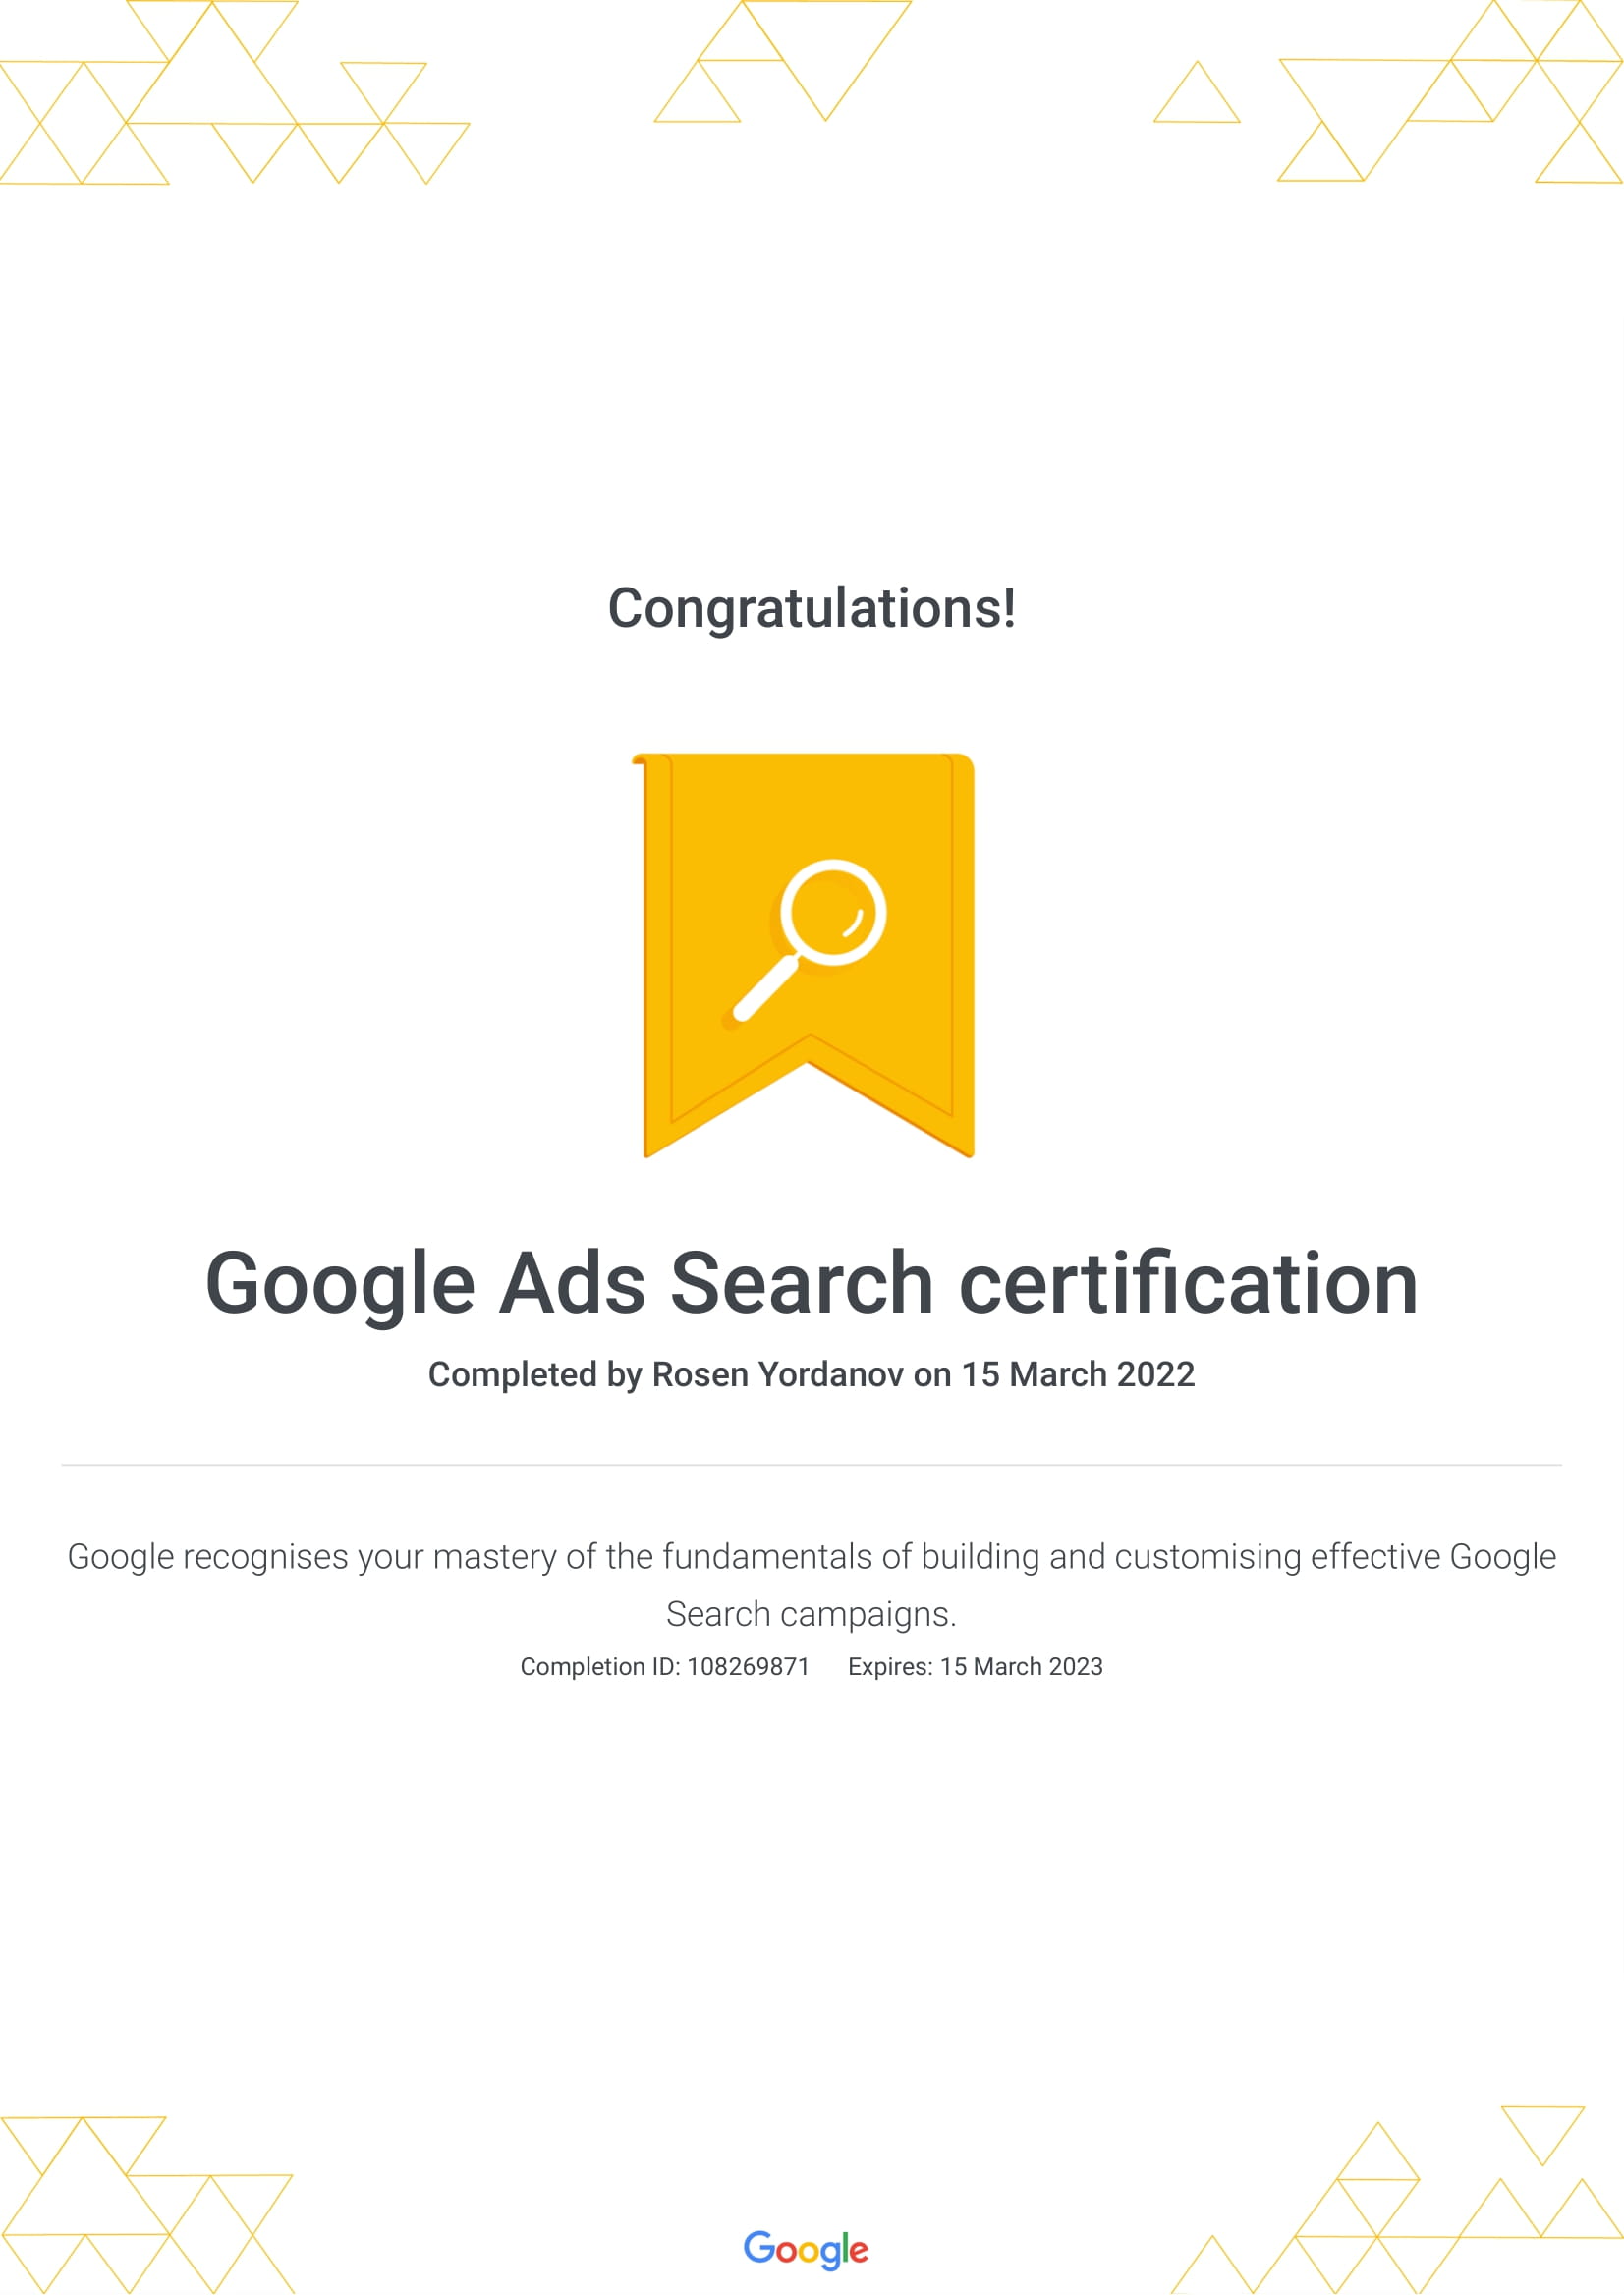 Congratulations!
Google Ads Search certification
Completed by Rosen Yordanov on 15 March 2022
Google recognises your mastery of the fundamentals of building and customising effective Google
Search campaigns.
Completion ID: 108269871 Expires: 15 March 2023
Google